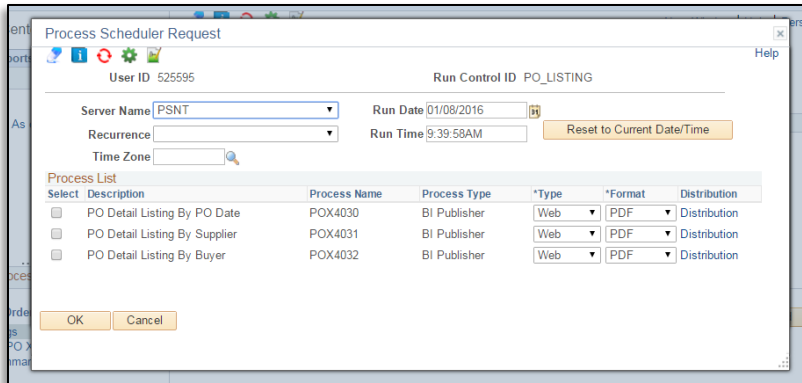 Process Scheduler Request
Help
User ID 525595 Run Control ID PO_LISTING
Server Name PSNT Run Date 01/08/2016
Recurrence Run Time 9:39:58AM Reset to Current Date/Time
Time Zone
Process List
Select Description Process Name Process Type *Type *Format Distribution
PO Detail Listing By PO Date POX4030 BI Publisher Web PDF Distribution
PO Detail Listing By Supplier POX4031 BI Publisher Web PDF Distribution
PO Detail Listing By Buyer POX4032 BI Publisher Web PDF Distribution
OK Cancel